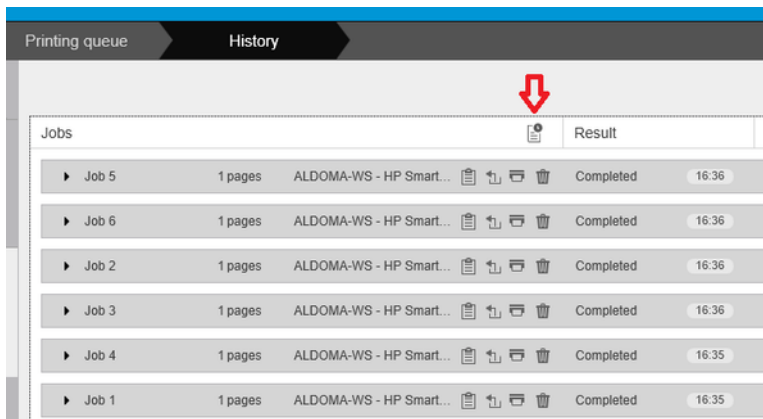 Printing queue History
Jobs Result
Job 5 1 pages ALDOMA-WS - HP Smart... Completed 16:36
Job 6 1 pages ALDOMA-WS - HP Smart... Completed 16:36
Job 2 1 pages ALDOMA-WS - HP Smart... Completed 16:36
Job 3 1 pages ALDOMA-WS - HP Smart... Completed 16:36
Job 4 1 pages ALDOMA-WS - HP Smart... Completed 16:35
Job 1 1 pages ALDOMA-WS - HP Smart... Completed 16:35